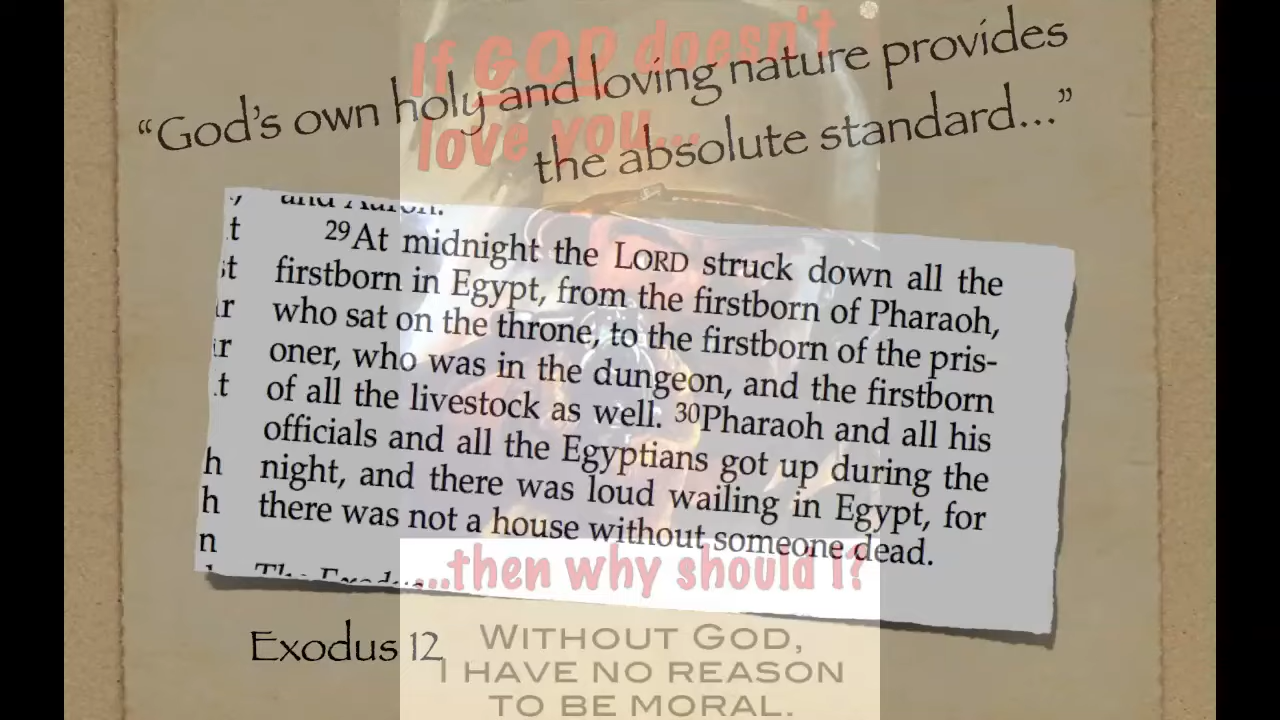 If GOD doesn't
love you...
“God's own holy and loving nature provides
the absolute standard...”
and Aaron.
t
29At midnight the LORD struck down all the
st
firstborn in Egypt, from the firstborn of Pharaoh,
r
who sat on the throne, to the firstborn of the pris-
r
oner, who was in the dungeon, and the firstborn
t
of all the livestock as well. 30Pharaoh and all his
officials and all the Egyptians got up during the
h
night, and there was loud wailing in Egypt, for
h
there was not a house without someone dead.
n
The Exodus
...then why should I?
Exodus 12
WITHOUT GOD,
I HAVE NO REASON
TO BE MORAL.